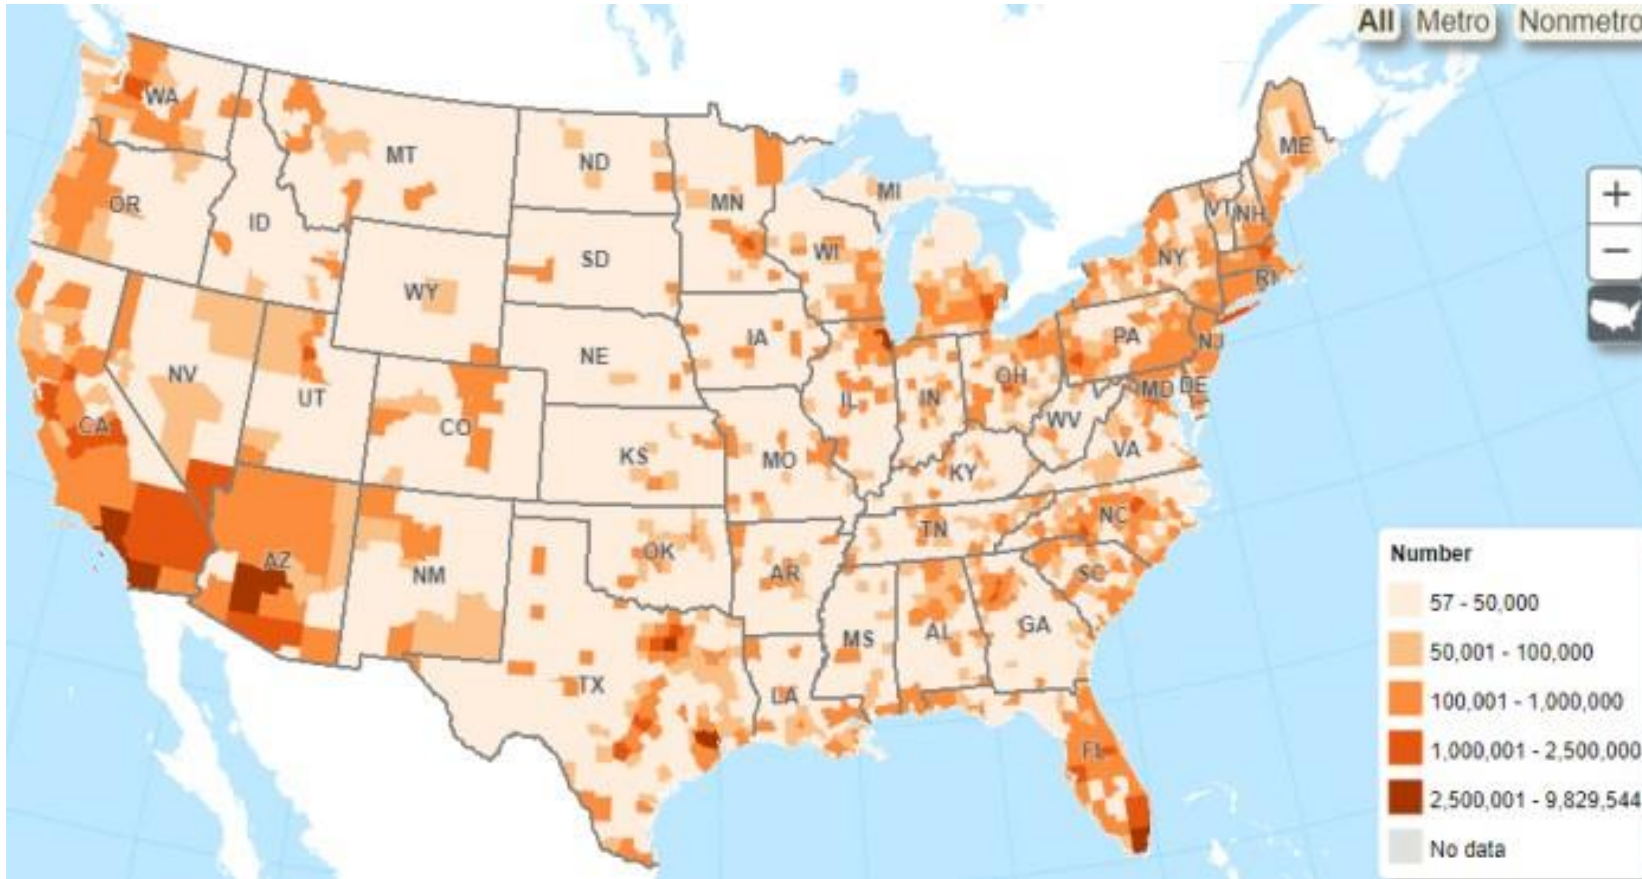 All Metro Nonmetro
WA
MT
ND
MN
MI
ME
OR
ID
SD
WI
VT
NH
NY
WY
RI
IA
NE
PA
NJ
NV
UT
CO
IL
IN
OH
MD
DE
WV
CA
KS
MO
KY
VA
AZ
NM
OK
AR
TN
NC
SC
MS
AL
GA
TX
LA
FL
+
−
Number
57 - 50,000
50,001 - 100,000
100,001 - 1,000,000
1,000,001 - 2,500,000
2,500,001 - 9,829,544
No data